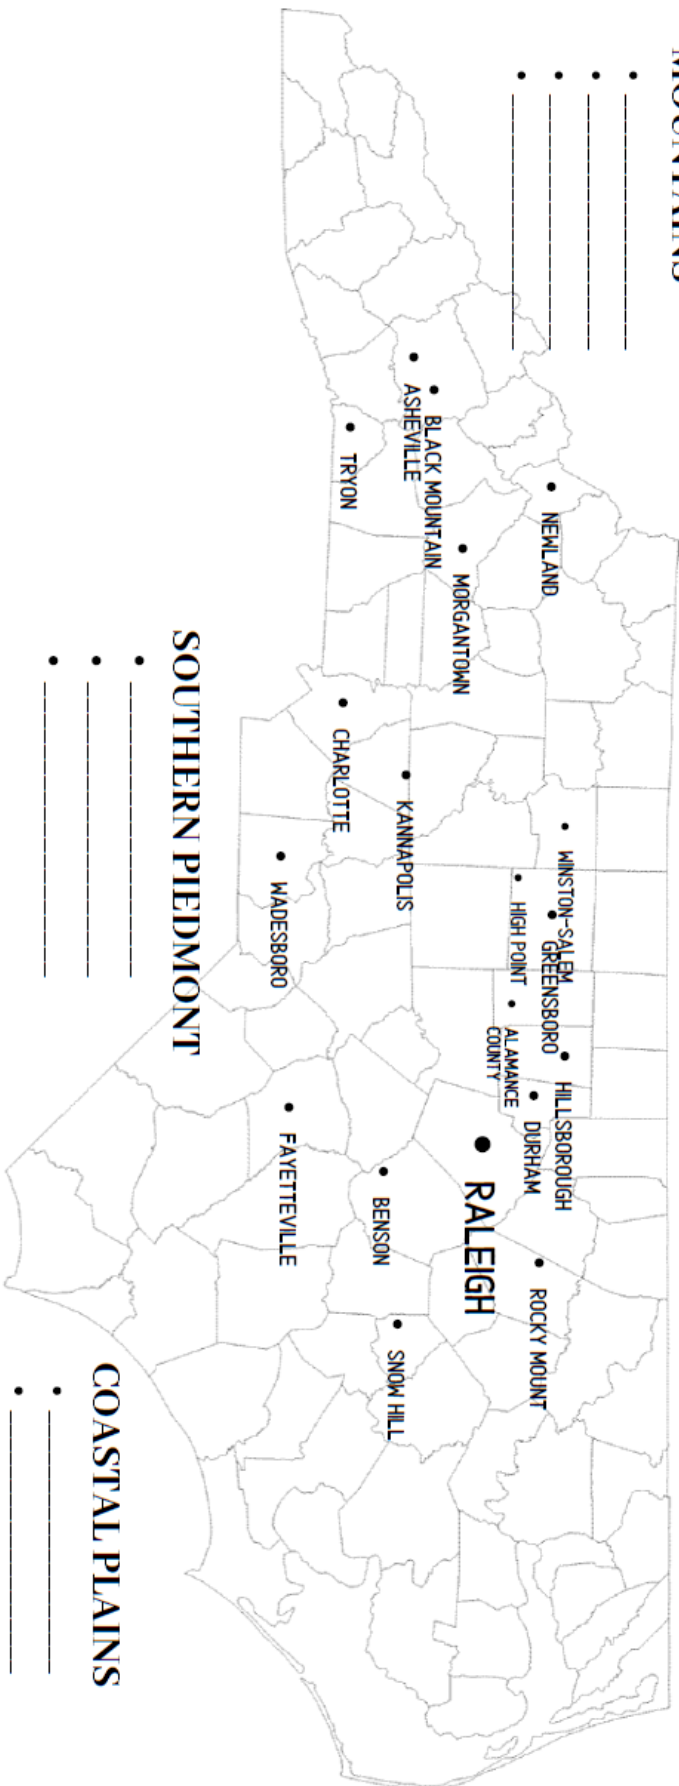 MOUNTAINS
NEWLAND
BLACK MOUNTAIN
ASHEVILLE
MORGANTOWN
TRYON
WINSTON-SALEM
GREENSBORO
HIGH POINT
HILLSBOROUGH
DURHAM
ALAMANCE
COUNTY
RALEIGH
ROCKY MOUNT
KANNAPOLIS
CHARLOTTE
WADESBORO
BENSON
SNOW HILL
FAYETTEVILLE
SOUTHERN PIEDMONT
COASTAL PLAINS